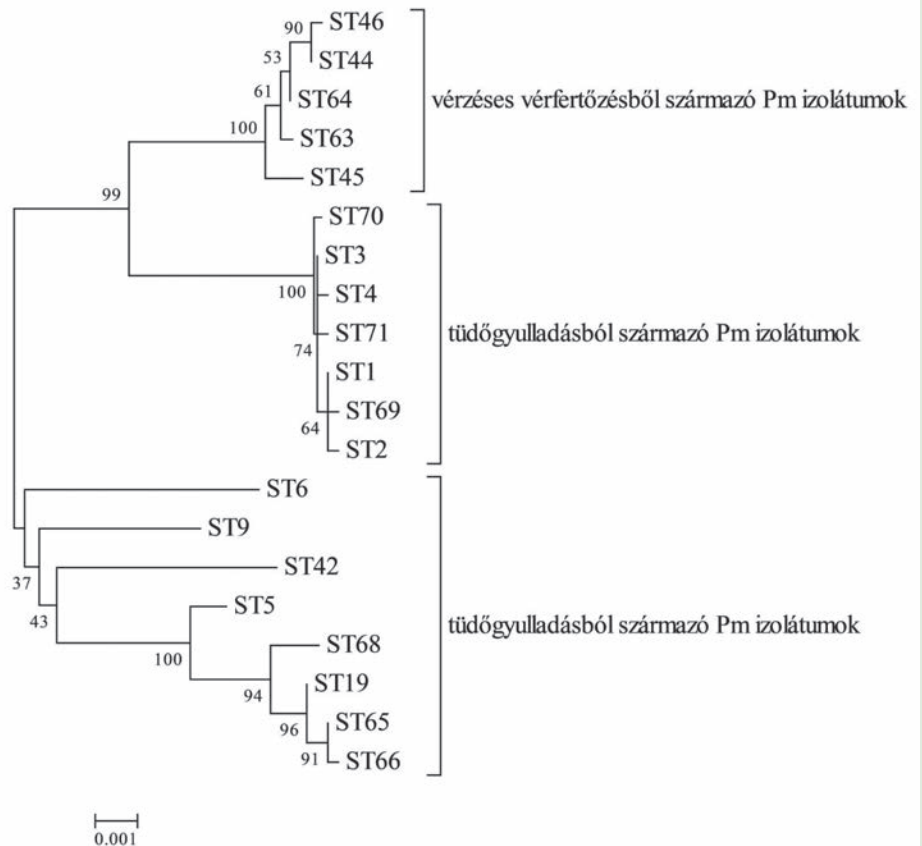 90
ST46
53
ST44
61
ST64
100
ST63
ST45
vérzéses vérfertőzésből származó Pm izolátumok
99
ST70
ST3
100
ST4
ST71
74
ST1
64
ST69
ST2
tüdőgyulladásból származó Pm izolátumok
ST6
ST9
37
ST42
43
ST5
100
ST68
94
ST19
96
ST65
91
ST66
tüdőgyulladásból származó Pm izolátumok
0.001